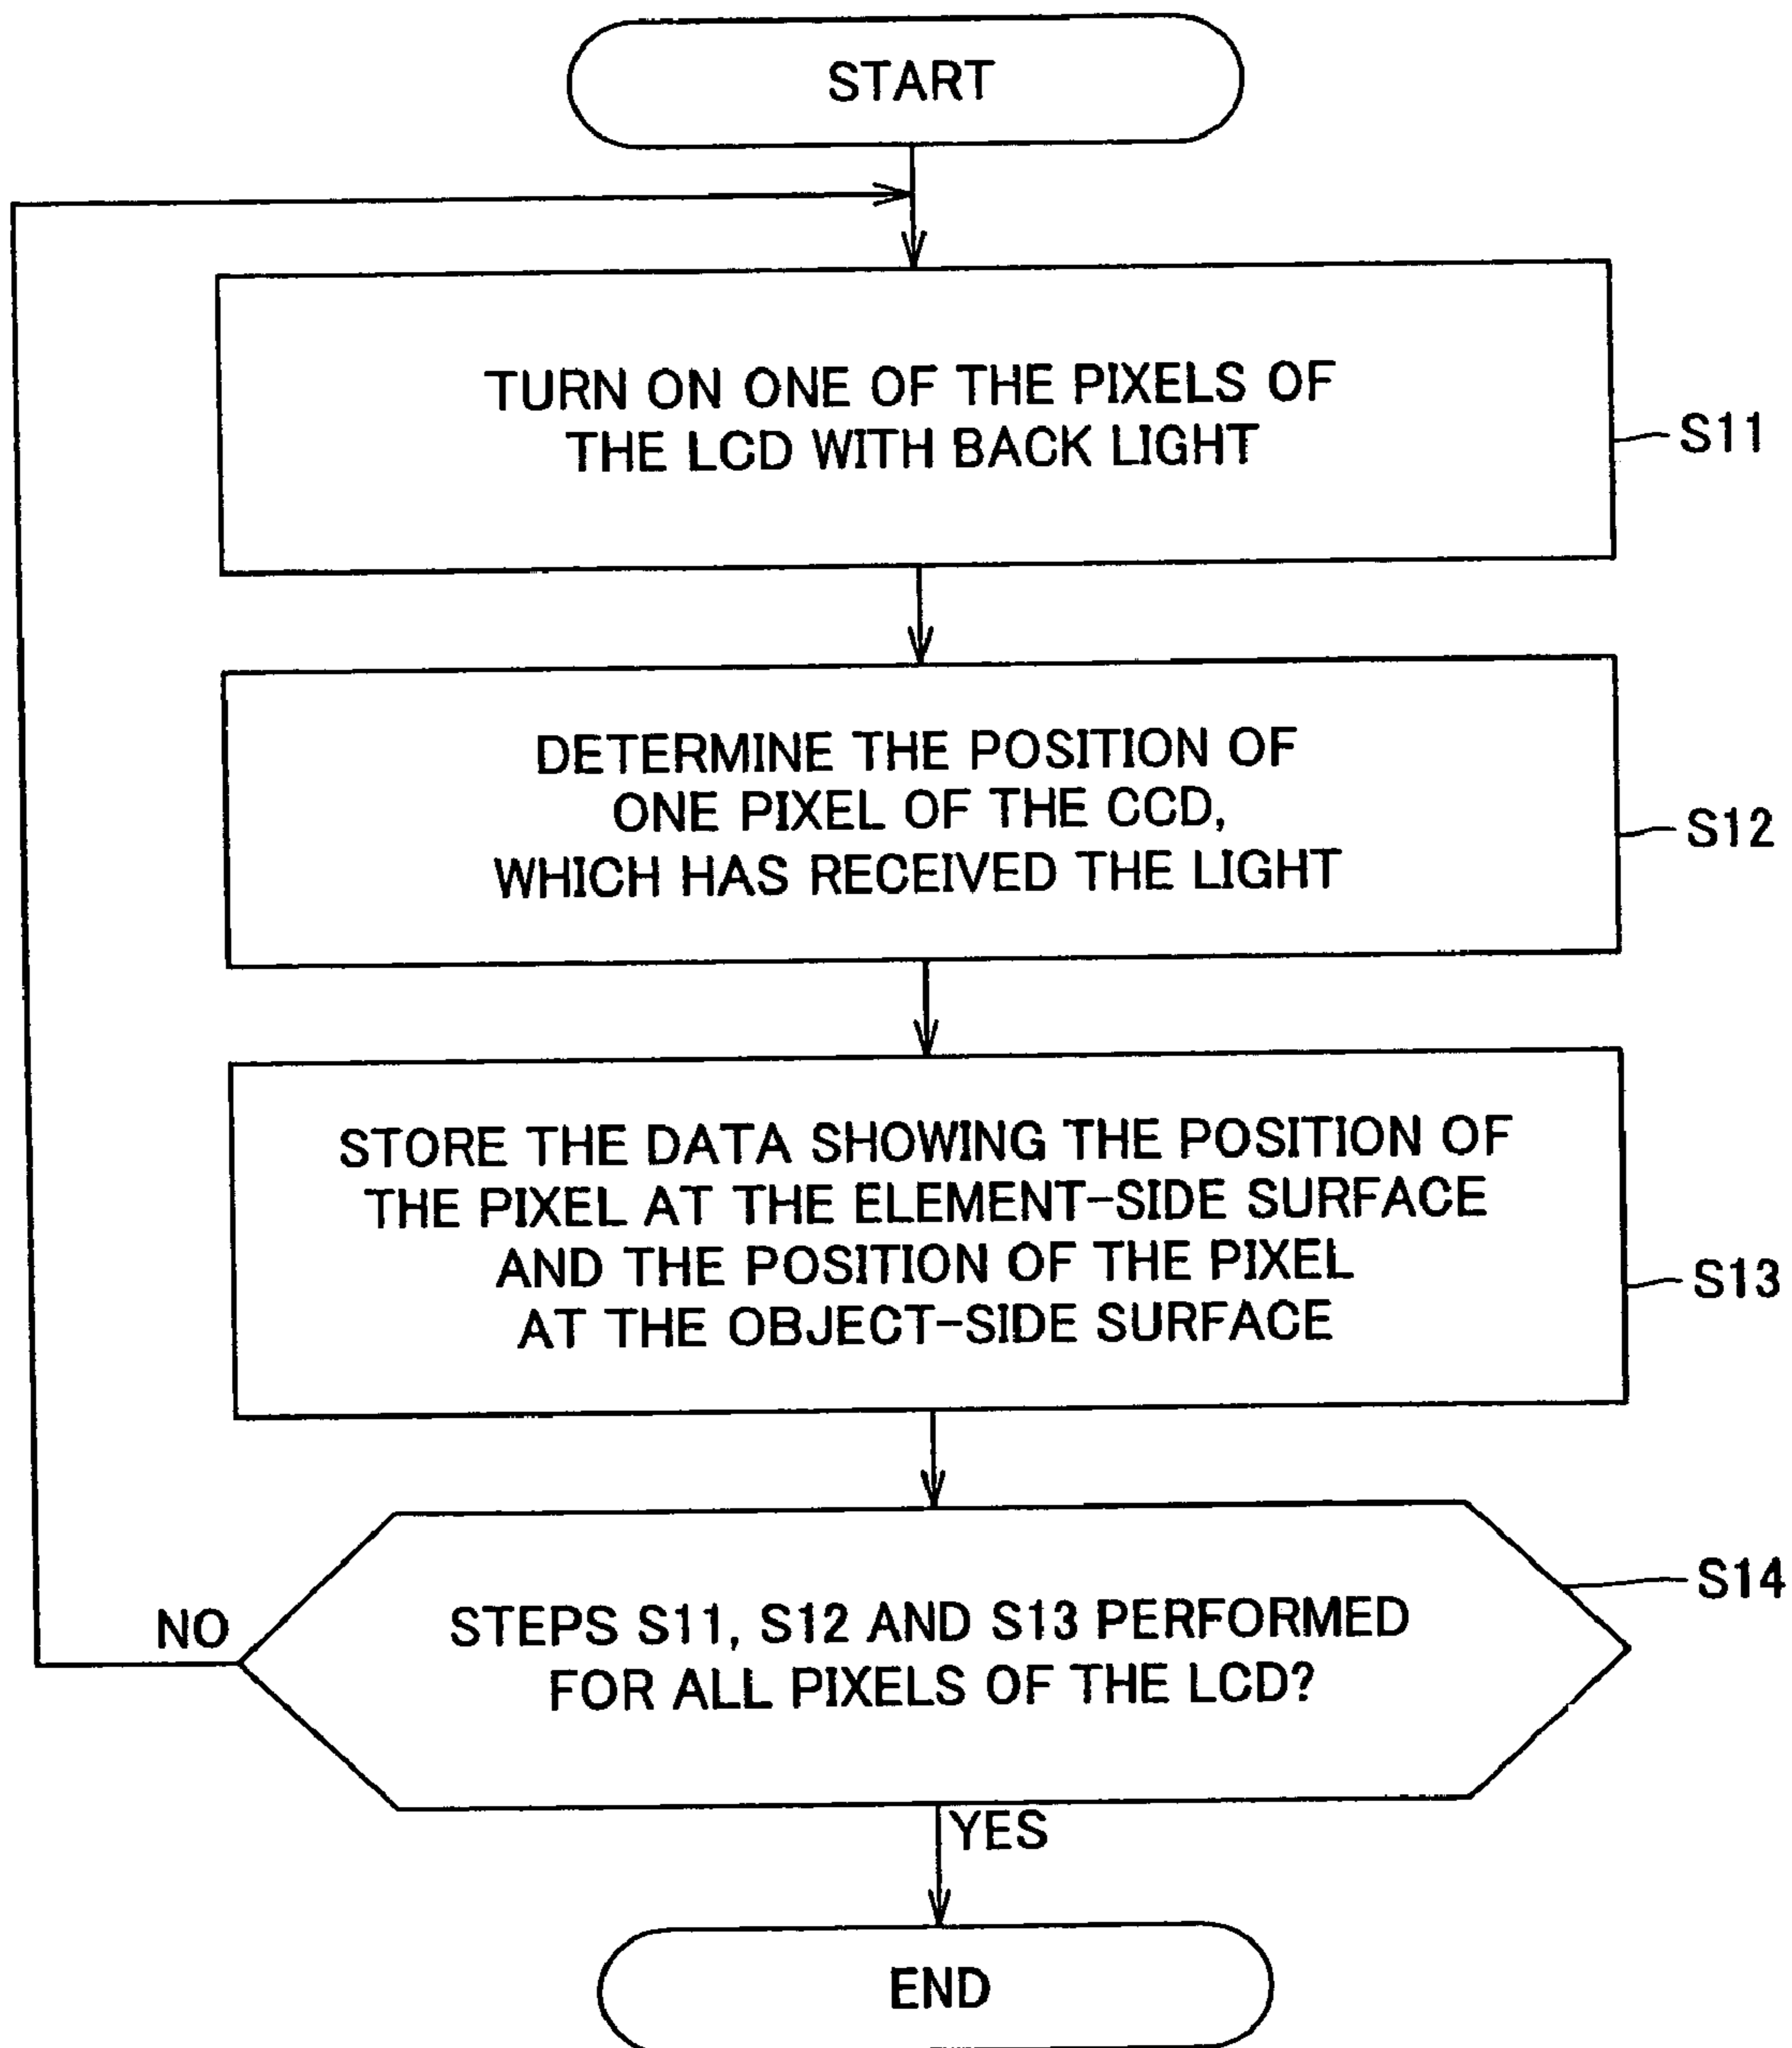 START
TURN ON ONE OF THE PIXELS OF
THE LCD WITH BACK LIGHT
S11
DETERMINE THE POSITION OF
ONE PIXEL OF THE CCD,
WHICH HAS RECEIVED THE LIGHT
S12
STORE THE DATA SHOWING THE POSITION OF
THE PIXEL AT THE ELEMENT-SIDE SURFACE
AND THE POSITION OF THE PIXEL
AT THE OBJECT-SIDE SURFACE
S13
S14
NO
STEPS S11, S12 AND S13 PERFORMED
FOR ALL PIXELS OF THE LCD?
YES
END